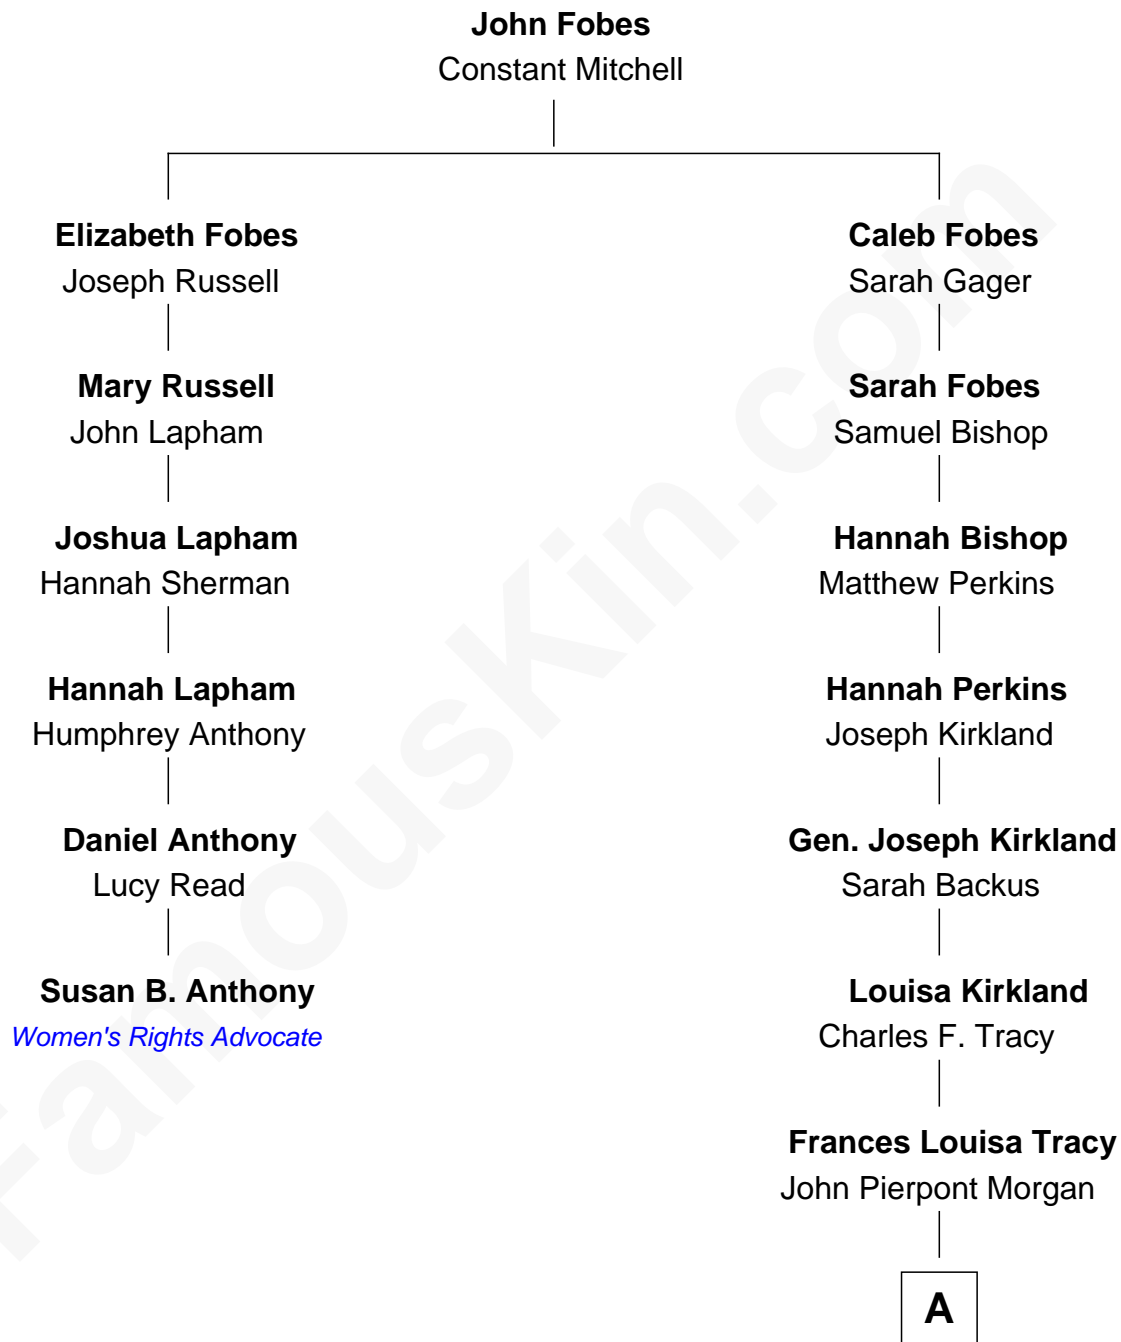 John Fobes
Constant Mitchell
Elizabeth Fobes
Joseph Russell
Caleb Fobes
Sarah Gager
Mary Russell
John Lapham
Sarah Fobes
Samuel Bishop
Joshua Lapham
Hannah Sherman
Hannah Bishop
Matthew Perkins
Hannah Lapham
Humphrey Anthony
Hannah Perkins
Joseph Kirkland
Daniel Anthony
Lucy Read
Gen. Joseph Kirkland
Sarah Backus
Susan B. Anthony
Women's Rights Advocate
Louisa Kirkland
Charles F. Tracy
Frances Louisa Tracy
John Pierpont Morgan
A
FamousKin.com